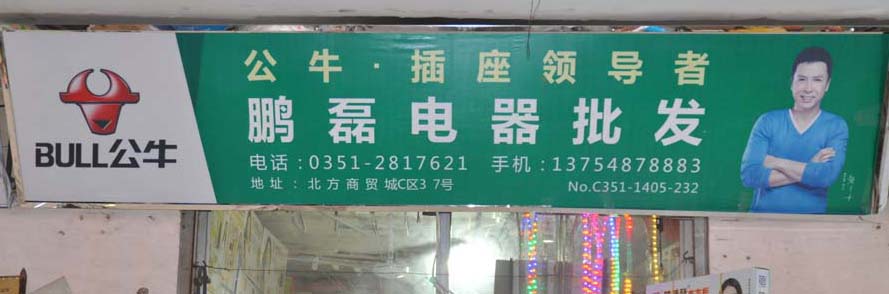 公牛·插座领导者
BULL公牛
鹏磊电器批发
电话:0351-2817621 手机:13754878883
地址:北方商贸城C区3 7号
No.C351-1405-232